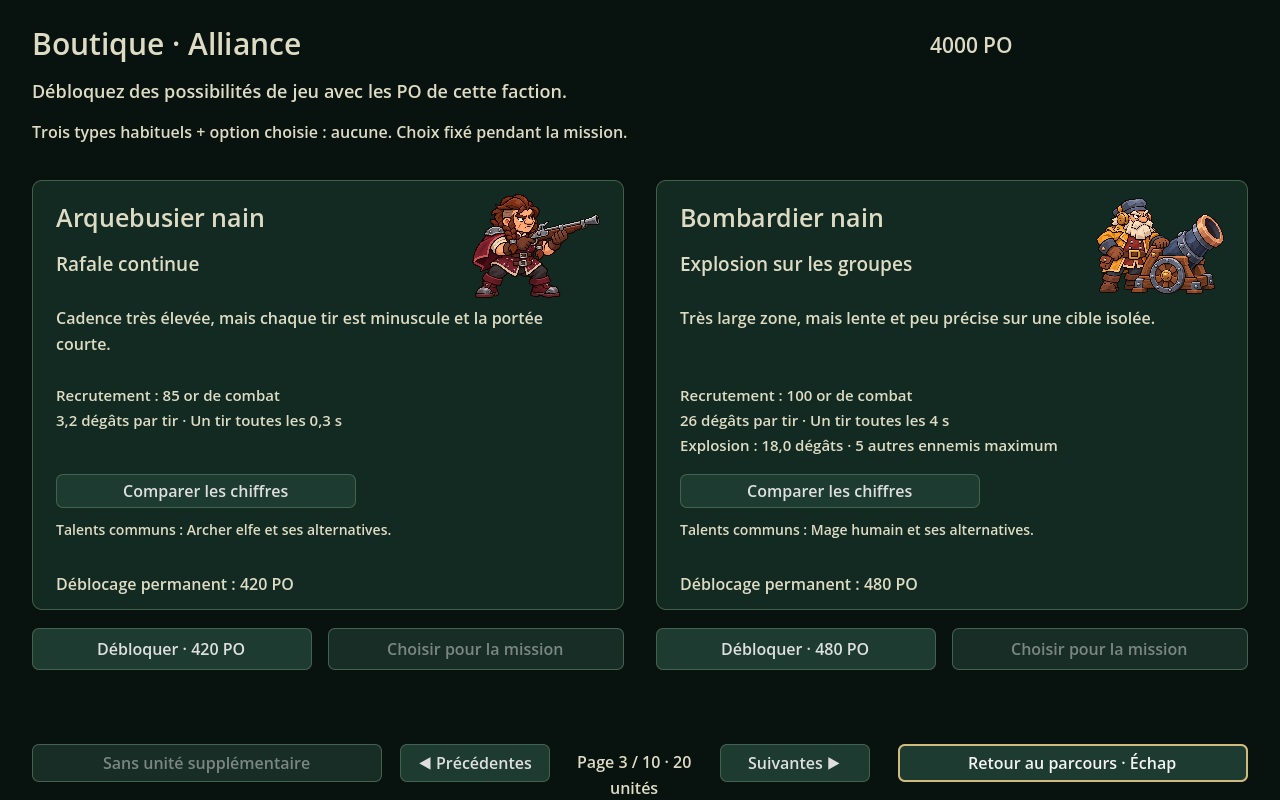 Boutique · Alliance
4000 PO
Débloquez des possibilités de jeu avec les PO de cette faction.
Trois types habituels + option choisie : aucune. Choix fixé pendant la mission.
Arquebusier nain
Rafale continue
Cadence très élevée, mais chaque tir est minuscule et la portée
courte.
Recrutement : 85 or de combat
3,2 dégâts par tir · Un tir toutes les 0,3 s
Comparer les chiffres
Talents communs : Archer elfe et ses alternatives.
Déblocage permanent : 420 PO
Débloquer · 420 PO
Choisir pour la mission
Bombardier nain
Explosion sur les groupes
Très large zone, mais lente et peu précise sur une cible isolée.
Recrutement : 100 or de combat
26 dégâts par tir · Un tir toutes les 4 s
Explosion : 18,0 dégâts · 5 autres ennemis maximum
Comparer les chiffres
Talents communs : Mage humain et ses alternatives.
Déblocage permanent : 480 PO
Débloquer · 480 PO
Choisir pour la mission
Sans unité supplémentaire
◀ Précédentes
Page 3 / 10 · 20
unités
Suivantes ▶
Retour au parcours · Échap